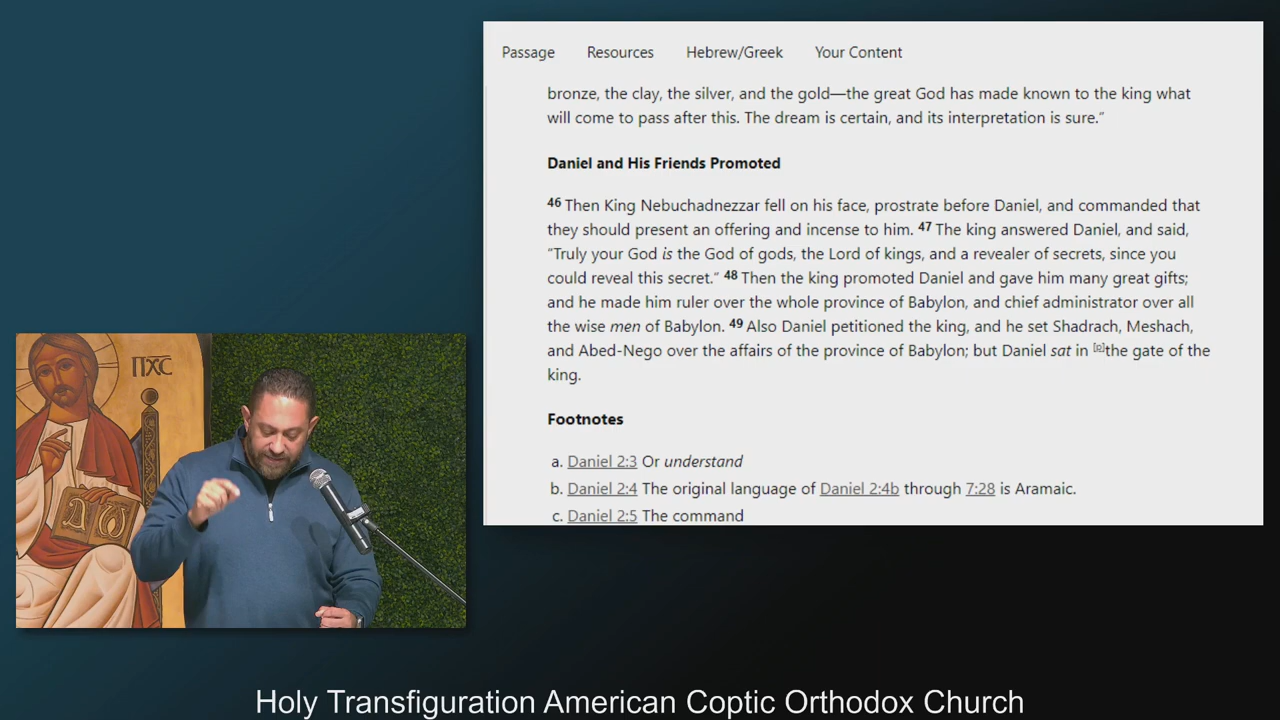 Passage Resources Hebrew/Greek Your Content
bronze, the clay, the silver, and the gold—the great God has made known to the king what
will come to pass after this. The dream is certain, and its interpretation is sure.”
Daniel and His Friends Promoted
46 Then King Nebuchadnezzar fell on his face, prostrate before Daniel, and commanded that
they should present an offering and incense to him. 47 The king answered Daniel, and said,
“Truly your God is the God of gods, the Lord of kings, and a revealer of secrets, since you
could reveal this secret.” 48 Then the king promoted Daniel and gave him many great gifts;
and he made him ruler over the whole province of Babylon, and chief administrator over all
the wise men of Babylon. 49 Also Daniel petitioned the king, and he set Shadrach, Meshach,
and Abed-Nego over the affairs of the province of Babylon; but Daniel sat in [o]the gate of the
king.
Footnotes
a. Daniel 2:3 Or understand
b. Daniel 2:4 The original language of Daniel 2:4b through 7:28 is Aramaic.
c. Daniel 2:5 The command
ΠΧС
Holy Transfiguration American Coptic Orthodox Church